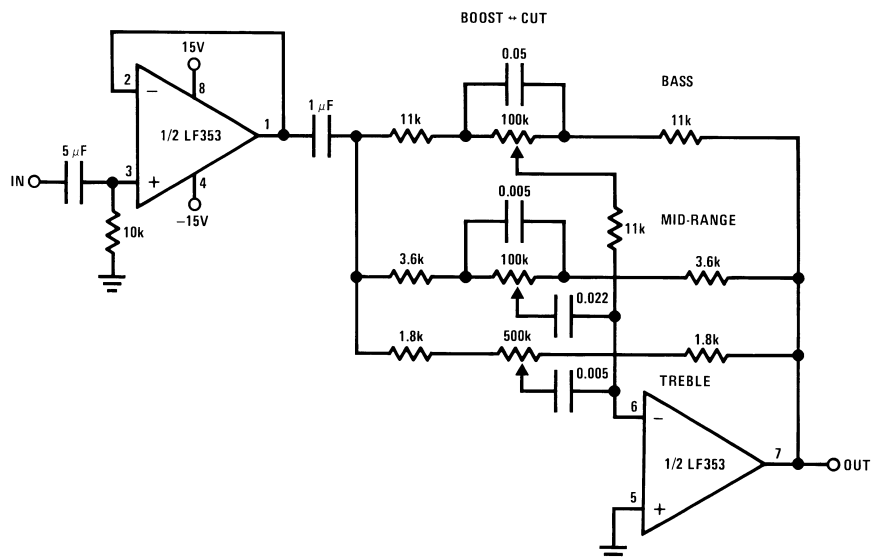 BOOST ↔ CUT
15V
0.05
BASS
2
−
8
1 μF
11k
100k
11k
1/2 LF353
1
5 μF
3
+
4
IN
−15V
0.005
11k
MID-RANGE
10k
3.6k
100k
3.6k
0.022
1.8k
500k
1.8k
0.005
TREBLE
6
−
1/2 LF353
7
OUT
5
+